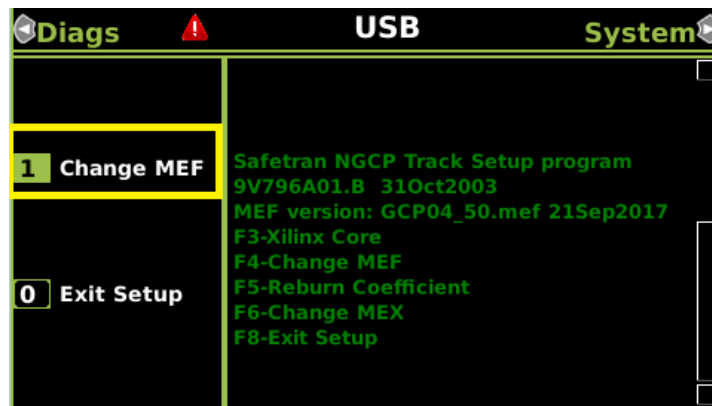 Diags
USB
System
1 Change MEF
0 Exit Setup
Safetran NGCP Track Setup program
9V796A01.B 31Oct2003
MEF version: GCP04_50.mef 21Sep2017
F3-Xilinx Core
F4-Change MEF
F5-Reburn Coefficient
F6-Change MEX
F8-Exit Setup